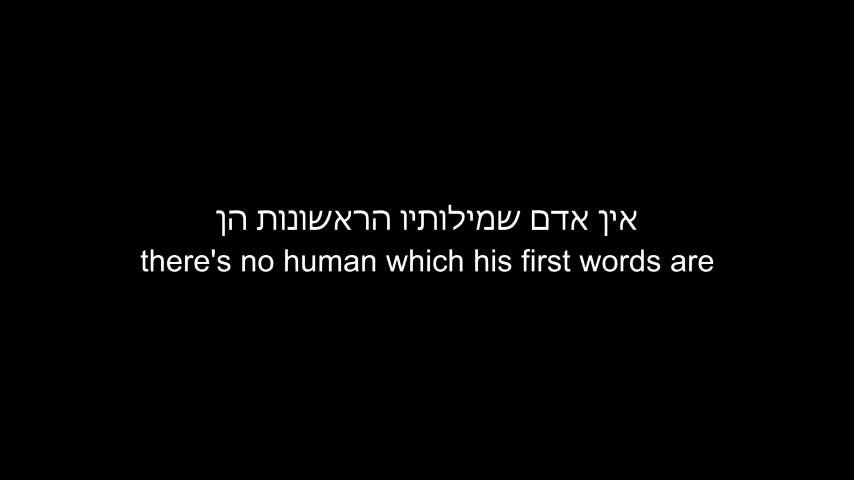 אין אדם שמילותיו הראשונות הן
there's no human which his first words are